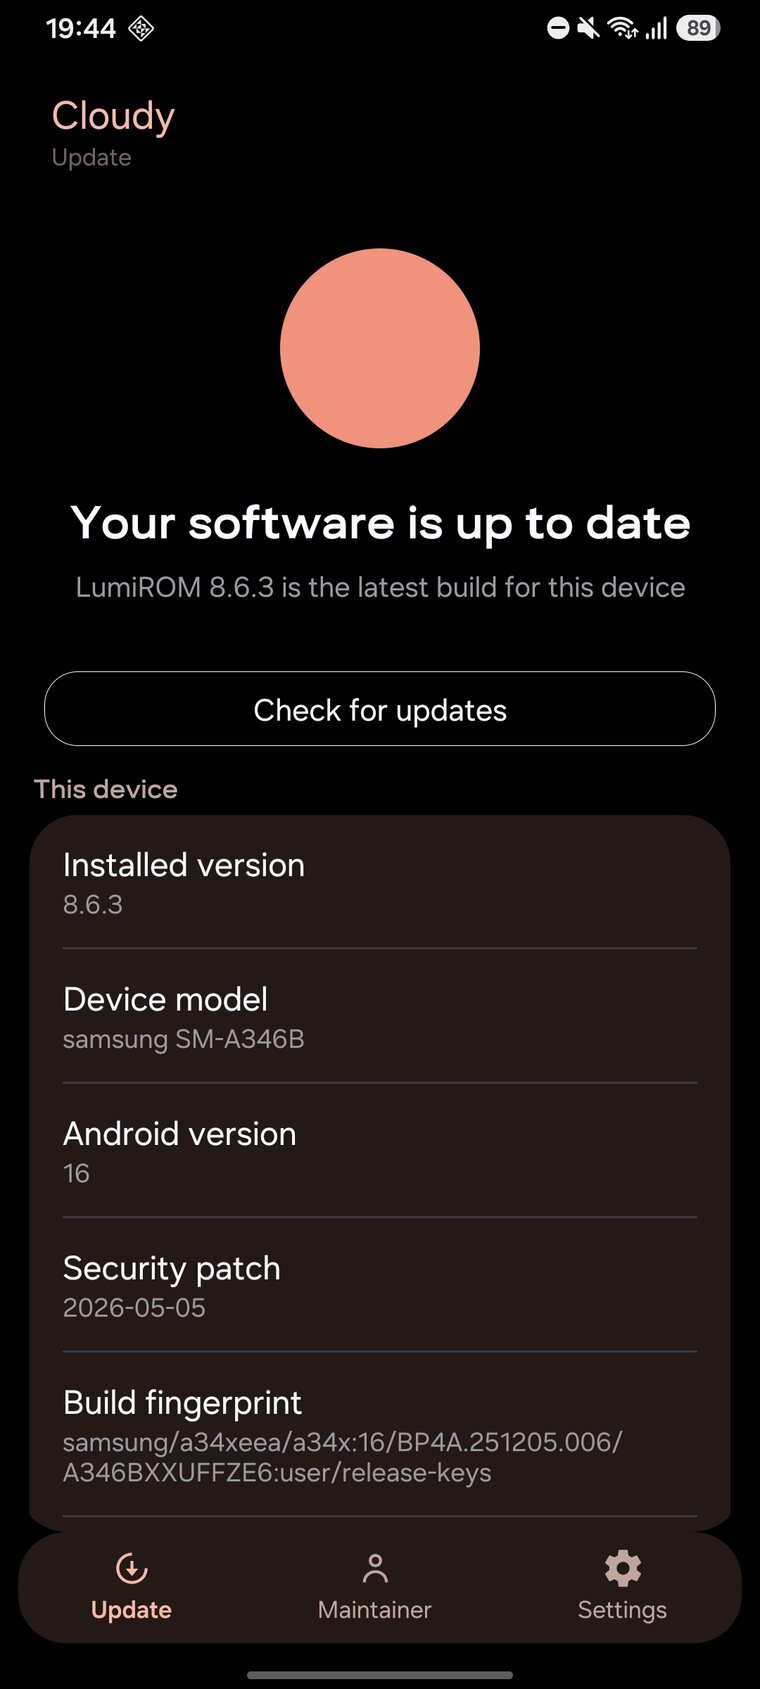 19:44
89
Cloudy
Update
Your software is up to date
LumiROM 8.6.3 is the latest build for this device
Check for updates
This device
Installed version
8.6.3
Device model
samsung SM-A346B
Android version
16
Security patch
2026-05-05
Build fingerprint
samsung/a34xeea/a34x:16/BP4A.251205.006/
A346BXXUFFZE6:user/release-keys
Update
Maintainer
Settings